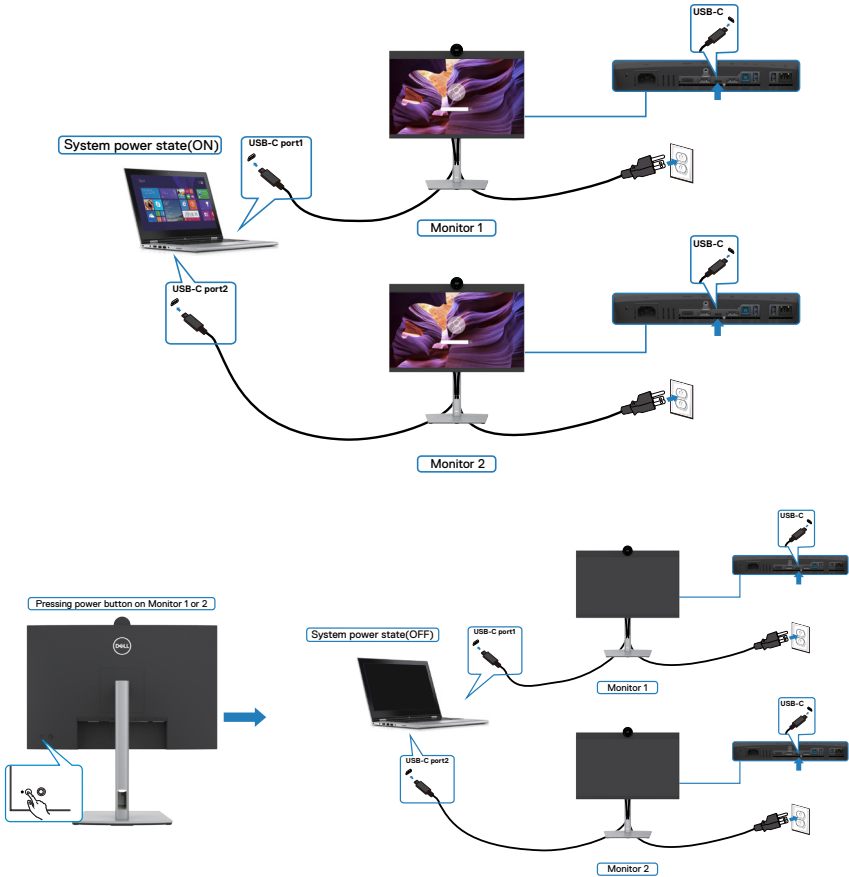 USB-C
System power state(ON)
USB-C port1
Monitor 1
USB-C
USB-C port2
Monitor 2
USB-C
Pressing power button on Monitor 1 or 2
DELL
System power state(OFF)
USB-C port1
Monitor 1
USB-C
USB-C port2
Monitor 2